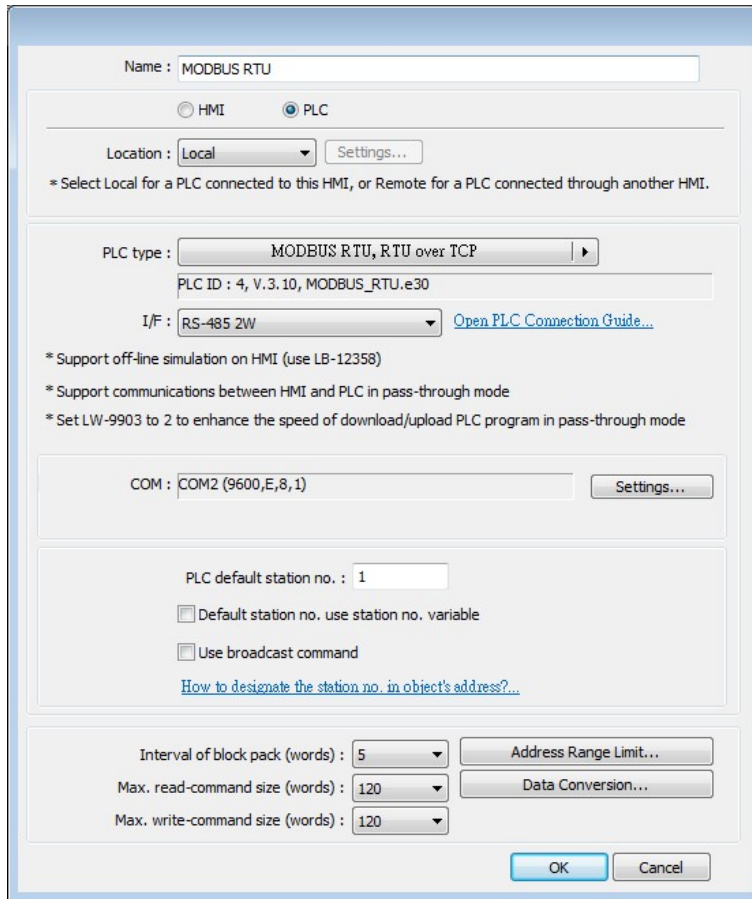 Name : MODBUS RTU
HMI PLC
Location : Local Settings...
* Select Local for a PLC connected to this HMI, or Remote for a PLC connected through another HMI.
PLC type : MODBUS RTU, RTU over TCP
PLC ID : 4, V.3.10, MODBUS_RTU.e30
I/F : RS-485 2W Open PLC Connection Guide...
* Support off-line simulation on HMI (use LB-12358)
* Support communications between HMI and PLC in pass-through mode
* Set LW-9903 to 2 to enhance the speed of download/upload PLC program in pass-through mode
COM : COM2 (9600,E,8,1) Settings...
PLC default station no. : 1
Default station no. use station no. variable
Use broadcast command
How to designate the station no. in object's address?...
Interval of block pack (words) : 5 Address Range Limit...
Max. read-command size (words) : 120 Data Conversion...
Max. write-command size (words) : 120
OK Cancel